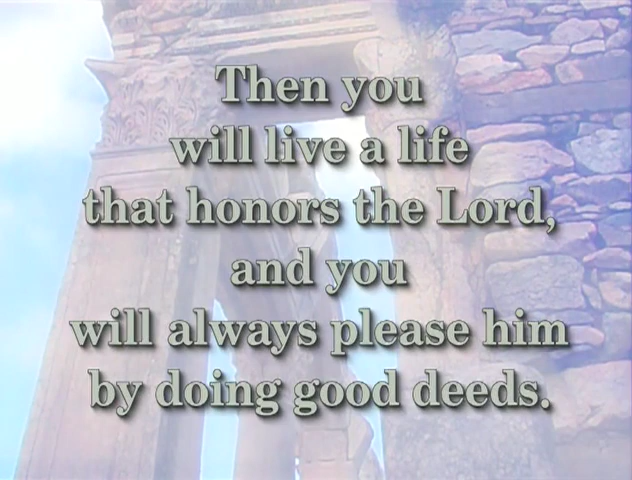 Then you
will live a life
that honors the Lord,
and you
will always please him
by doing good deeds.